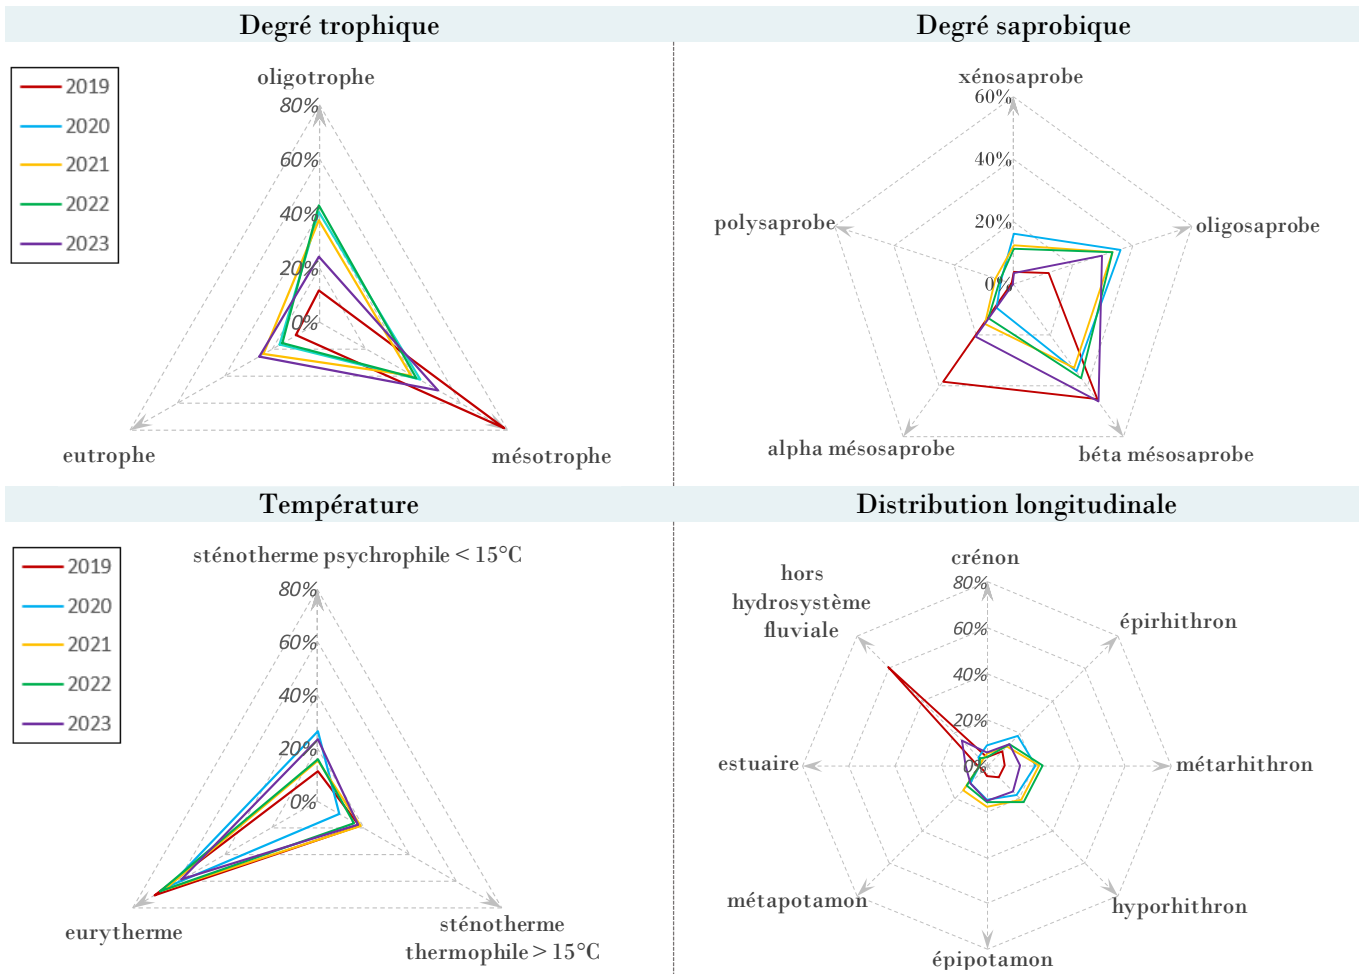 Degré trophique
2019
2020
2021
2022
2023
oligotrophe
80%
60%
40%
20%
0%
eutrophe
mésotrophe
Degré saprobique
xénosaprobe
60%
40%
20%
0%
polysaprobe
oligosaprobe
alpha mésosaprobe
béta mésosaprobe
Température
2019
2020
2021
2022
2023
sténotherme psychrophile < 15°C
80%
60%
40%
20%
0%
eurytherme
sténotherme
thermophile > 15°C
Distribution longitudinale
crénon
80%
60%
40%
20%
0%
hors
hydrosystème
fluviale
épirhithron
estuaire
métarhithron
métapotamon
hyporhithron
épipotamon